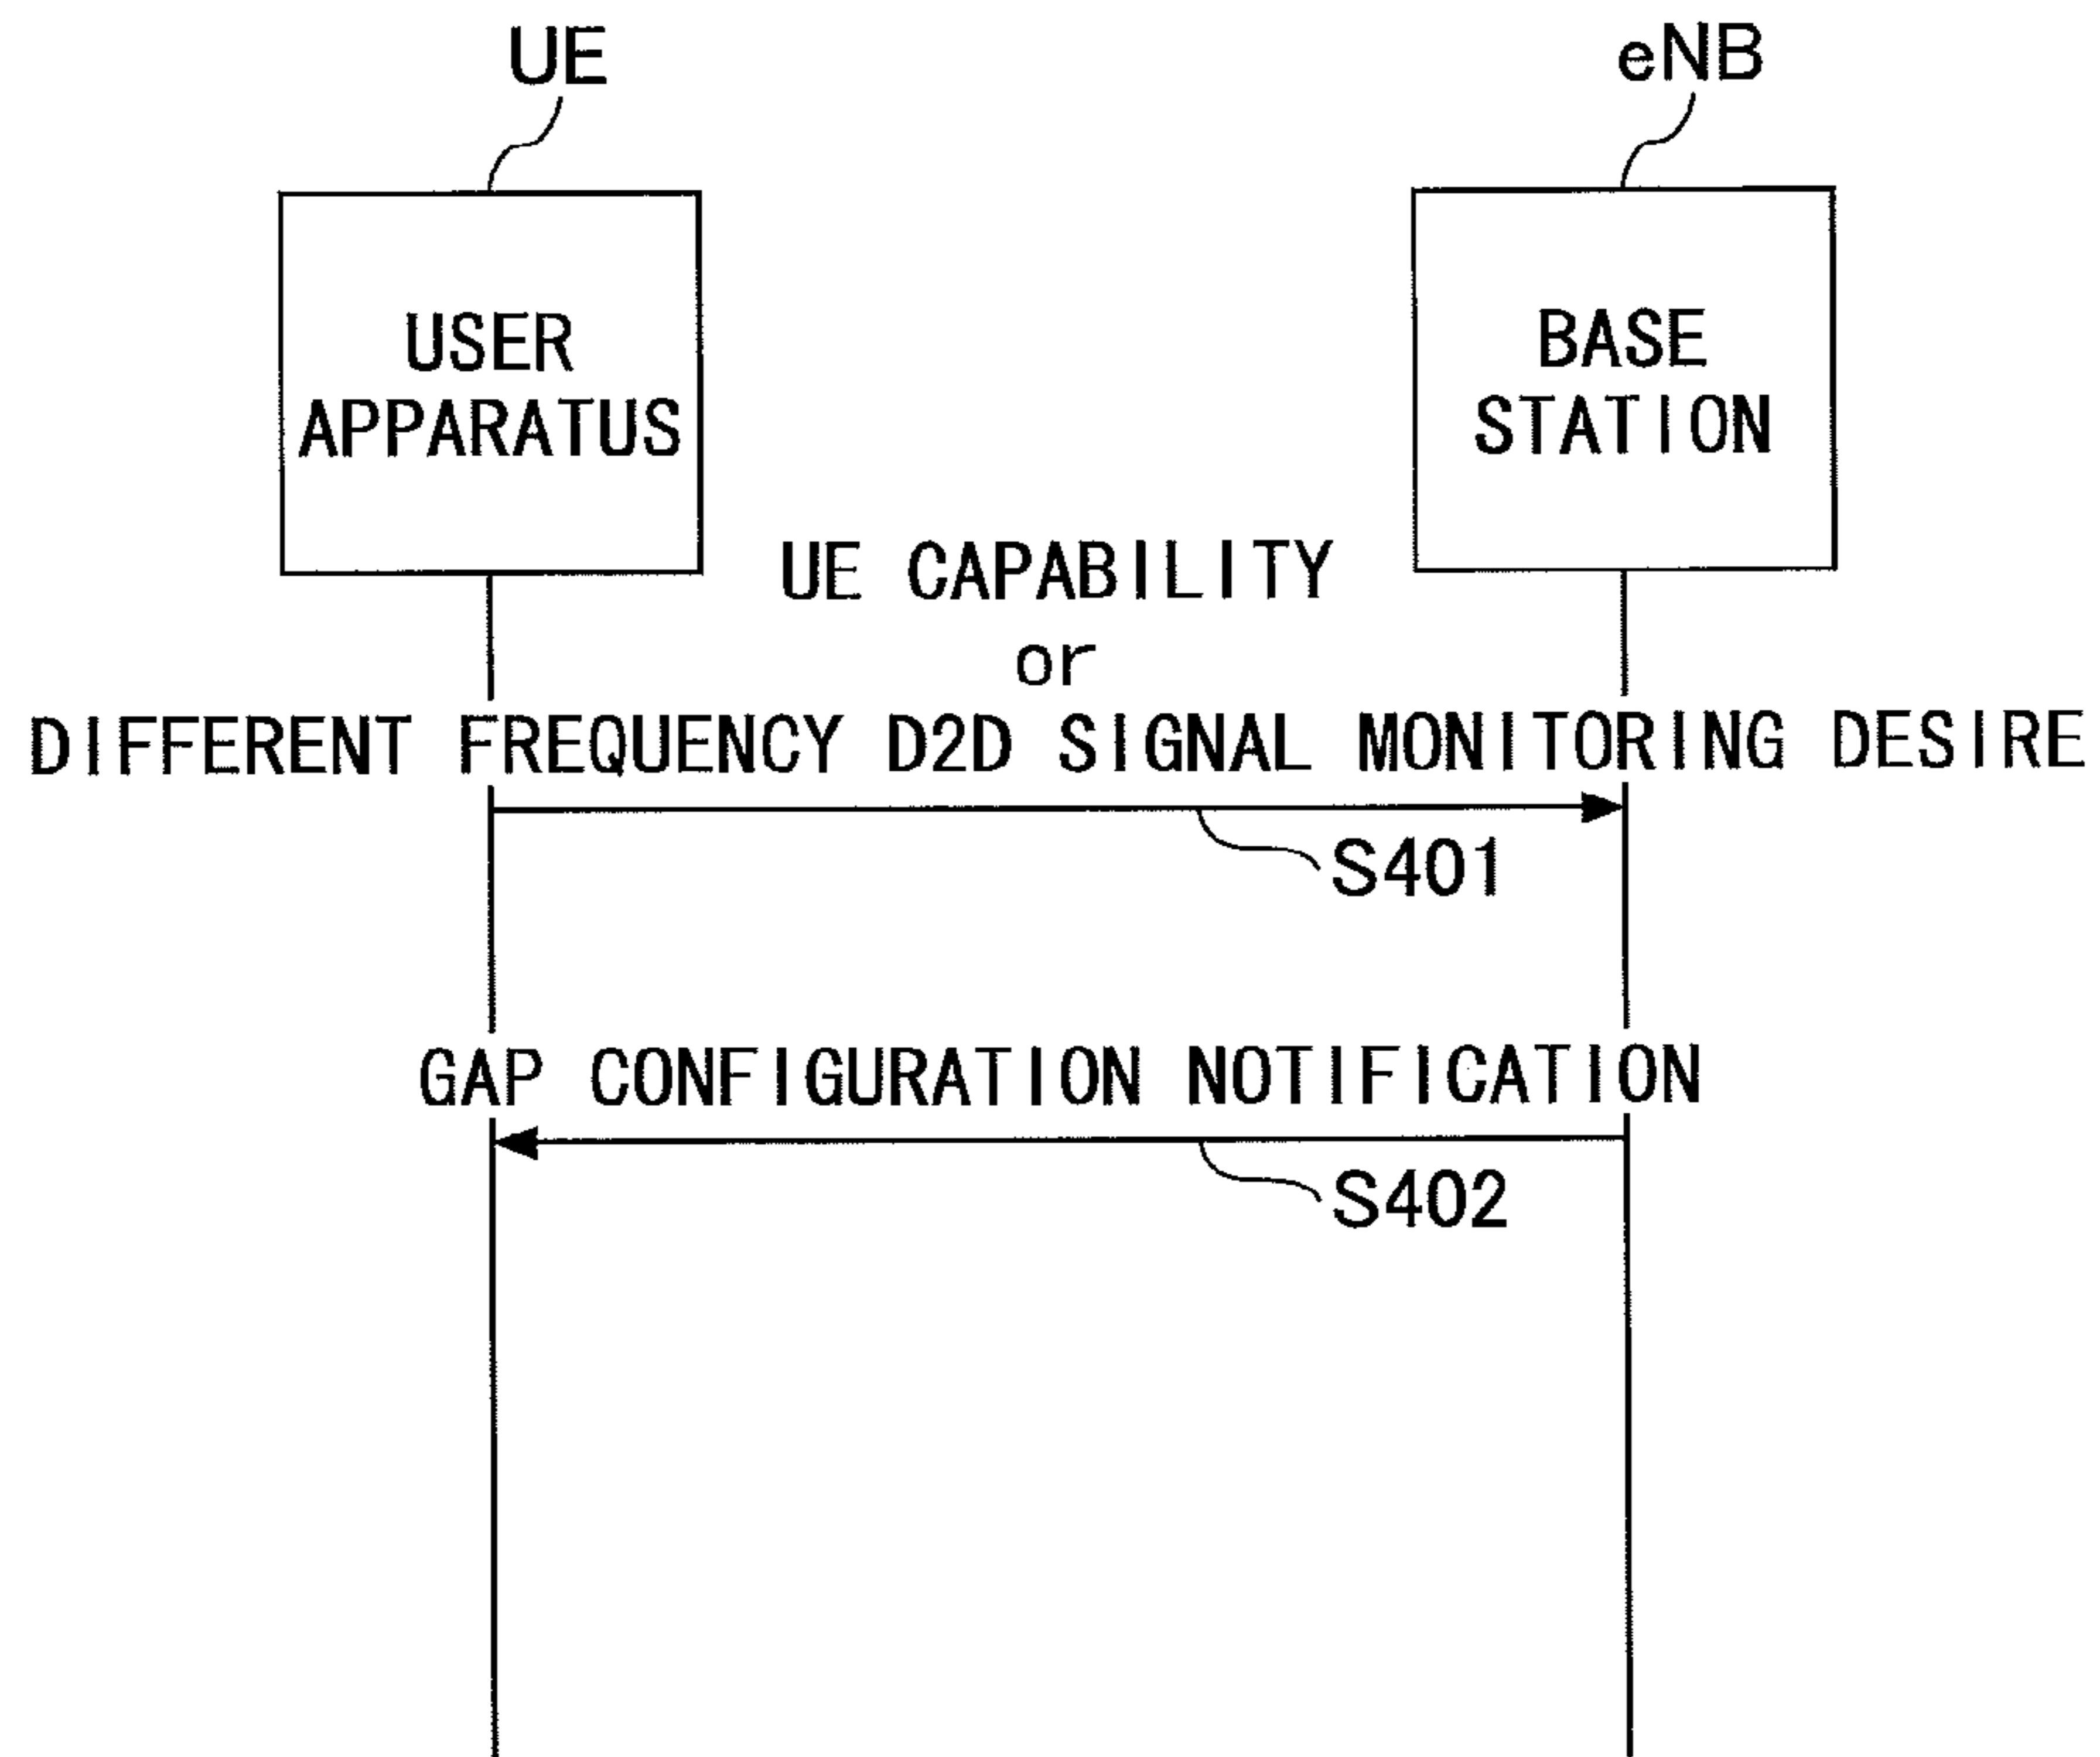 UE
eNB
USER
APPARATUS
BASE
STATION
UE CAPABILITY
or
DIFFERENT FREQUENCY D2D SIGNAL MONITORING DESIRE
S401
GAP CONFIGURATION NOTIFICATION
S402